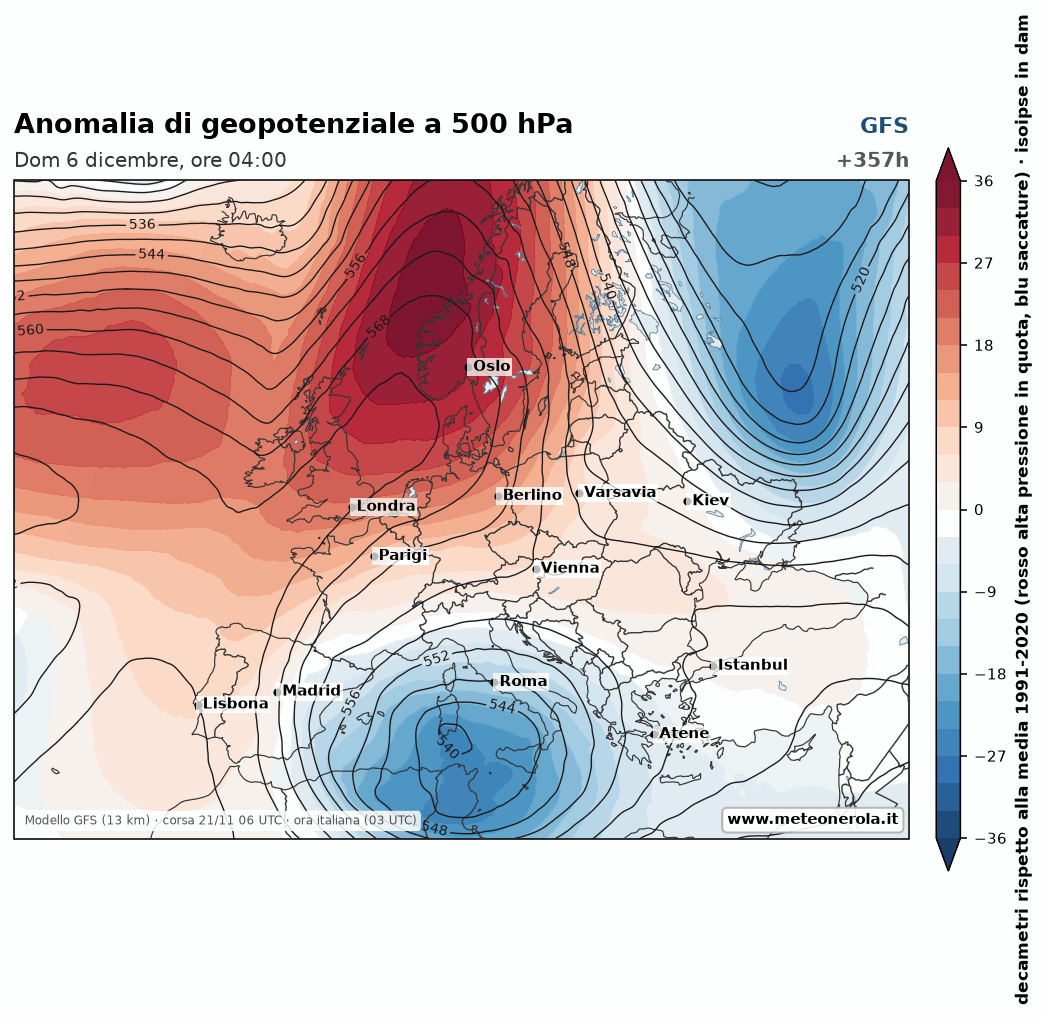 Anomalia di geopotenziale a 500 hPa
GFS
Dom 6 dicembre, ore 04:00
+357h
536
544
556
548
540
520
560
568
Oslo
Londra
Berlino
Varsavia
Kiev
Parigi
Vienna
552
Istanbul
Roma
Madrid
556
544
Lisbona
Atene
540
548
Modello GFS (13 km) · corsa 21/11 06 UTC · ora italiana (03 UTC)
www.meteonerola.it
36
27
18
9
0
−9
−18
−27
−36
decametri rispetto alla media 1991-2020 (rosso alta pressione in quota, blu saccature) · isoipse in dam